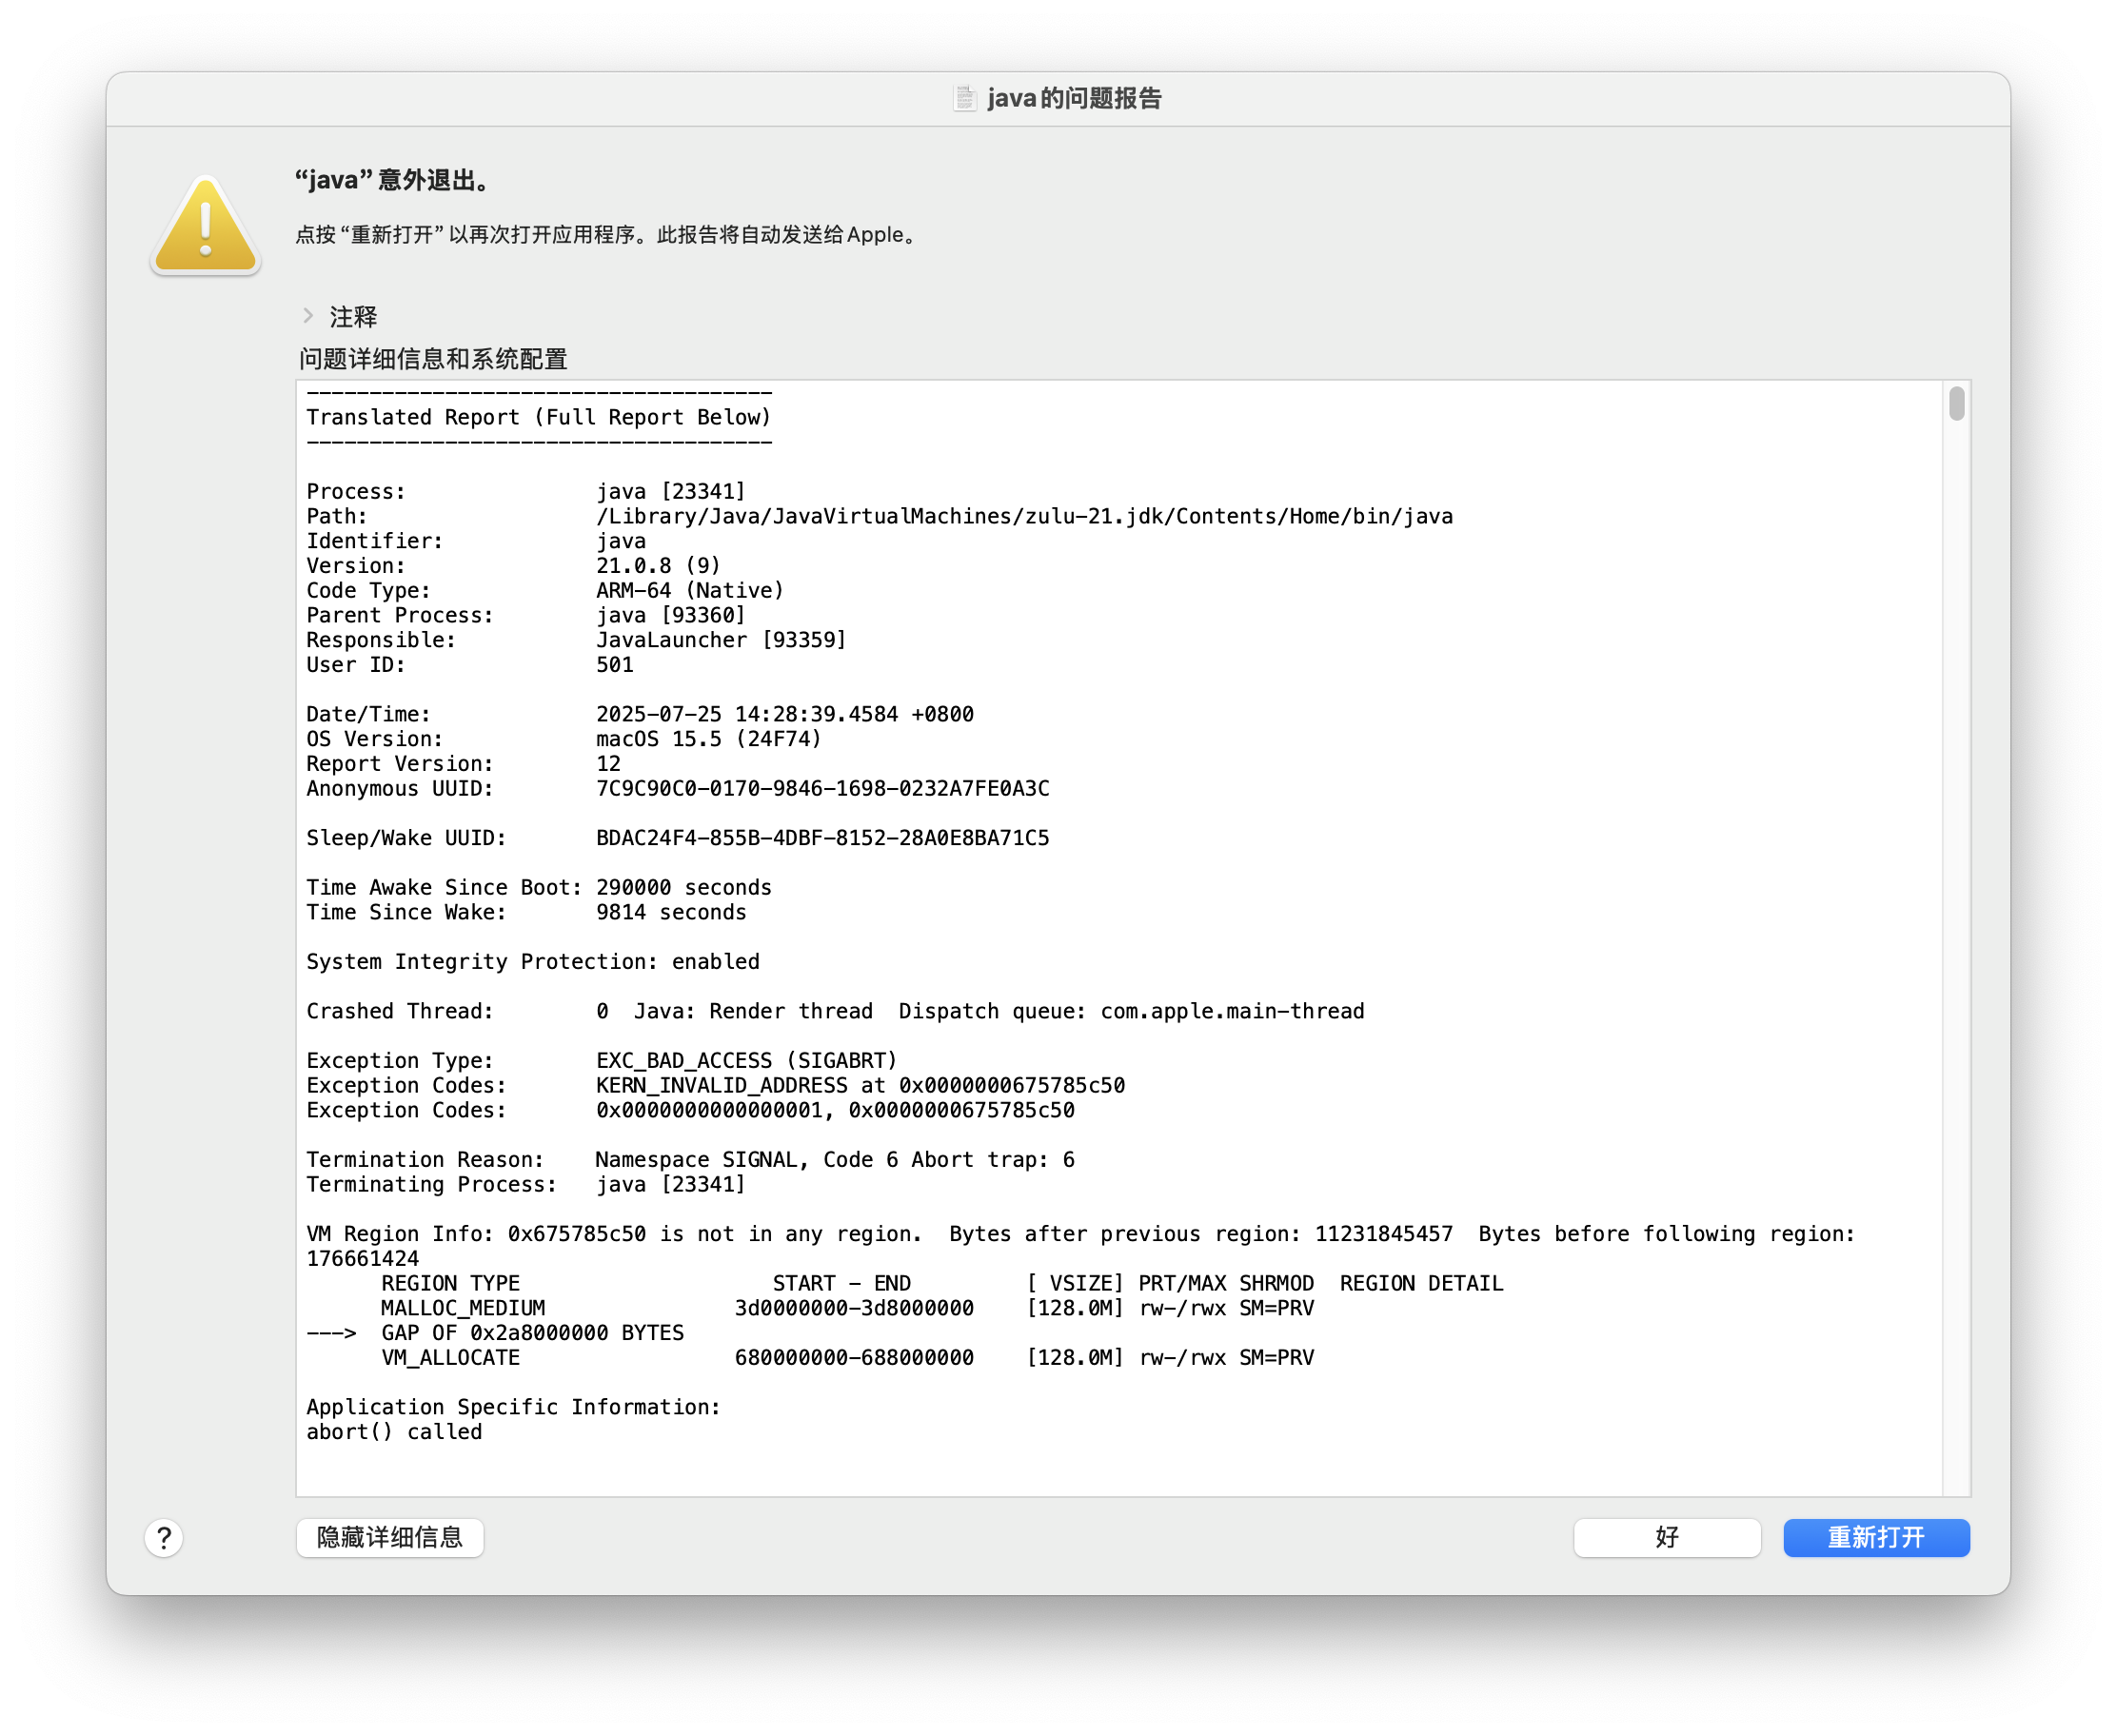 java的问题报告
“java” 意外退出。
点按 “重新打开” 以再次打开应用程序。此报告将自动发送给 Apple。
注释
问题详细信息和系统配置
-------------------------------------
Translated Report (Full Report Below)
-------------------------------------
Process: java [23341]
Path: /Library/Java/JavaVirtualMachines/zulu-21.jdk/Contents/Home/bin/java
Identifier: java
Version: 21.0.8 (9)
Code Type: ARM-64 (Native)
Parent Process: java [93360]
Responsible: JavaLauncher [93359]
User ID: 501
Date/Time: 2025-07-25 14:28:39.4584 +0800
OS Version: macOS 15.5 (24F74)
Report Version: 12
Anonymous UUID: 7C9C90C0-0170-9846-1698-0232A7FE0A3C
Sleep/Wake UUID: BDAC24F4-855B-4DBF-8152-28A0E8BA71C5
Time Awake Since Boot: 290000 seconds
Time Since Wake: 9814 seconds
System Integrity Protection: enabled
Crashed Thread: 0 Java: Render thread Dispatch queue: com.apple.main-thread
Exception Type: EXC_BAD_ACCESS (SIGABRT)
Exception Codes: KERN_INVALID_ADDRESS at 0x0000000675785c50
Exception Codes: 0x0000000000000001, 0x0000000675785c50
Termination Reason: Namespace SIGNAL, Code 6 Abort trap: 6
Terminating Process: java [23341]
VM Region Info: 0x675785c50 is not in any region. Bytes after previous region: 11231845457 Bytes before following region:
176661424
REGION TYPE START - END [ VSIZE] PRT/MAX SHRMOD REGION DETAIL
MALLOC_MEDIUM 3d0000000-3d8000000 [128.0M] rw-/rwx SM=PRV
---> GAP OF 0x2a8000000 BYTES
VM_ALLOCATE 680000000-688000000 [128.0M] rw-/rwx SM=PRV
Application Specific Information:
abort() called
? 隐藏详细信息 好 重新打开